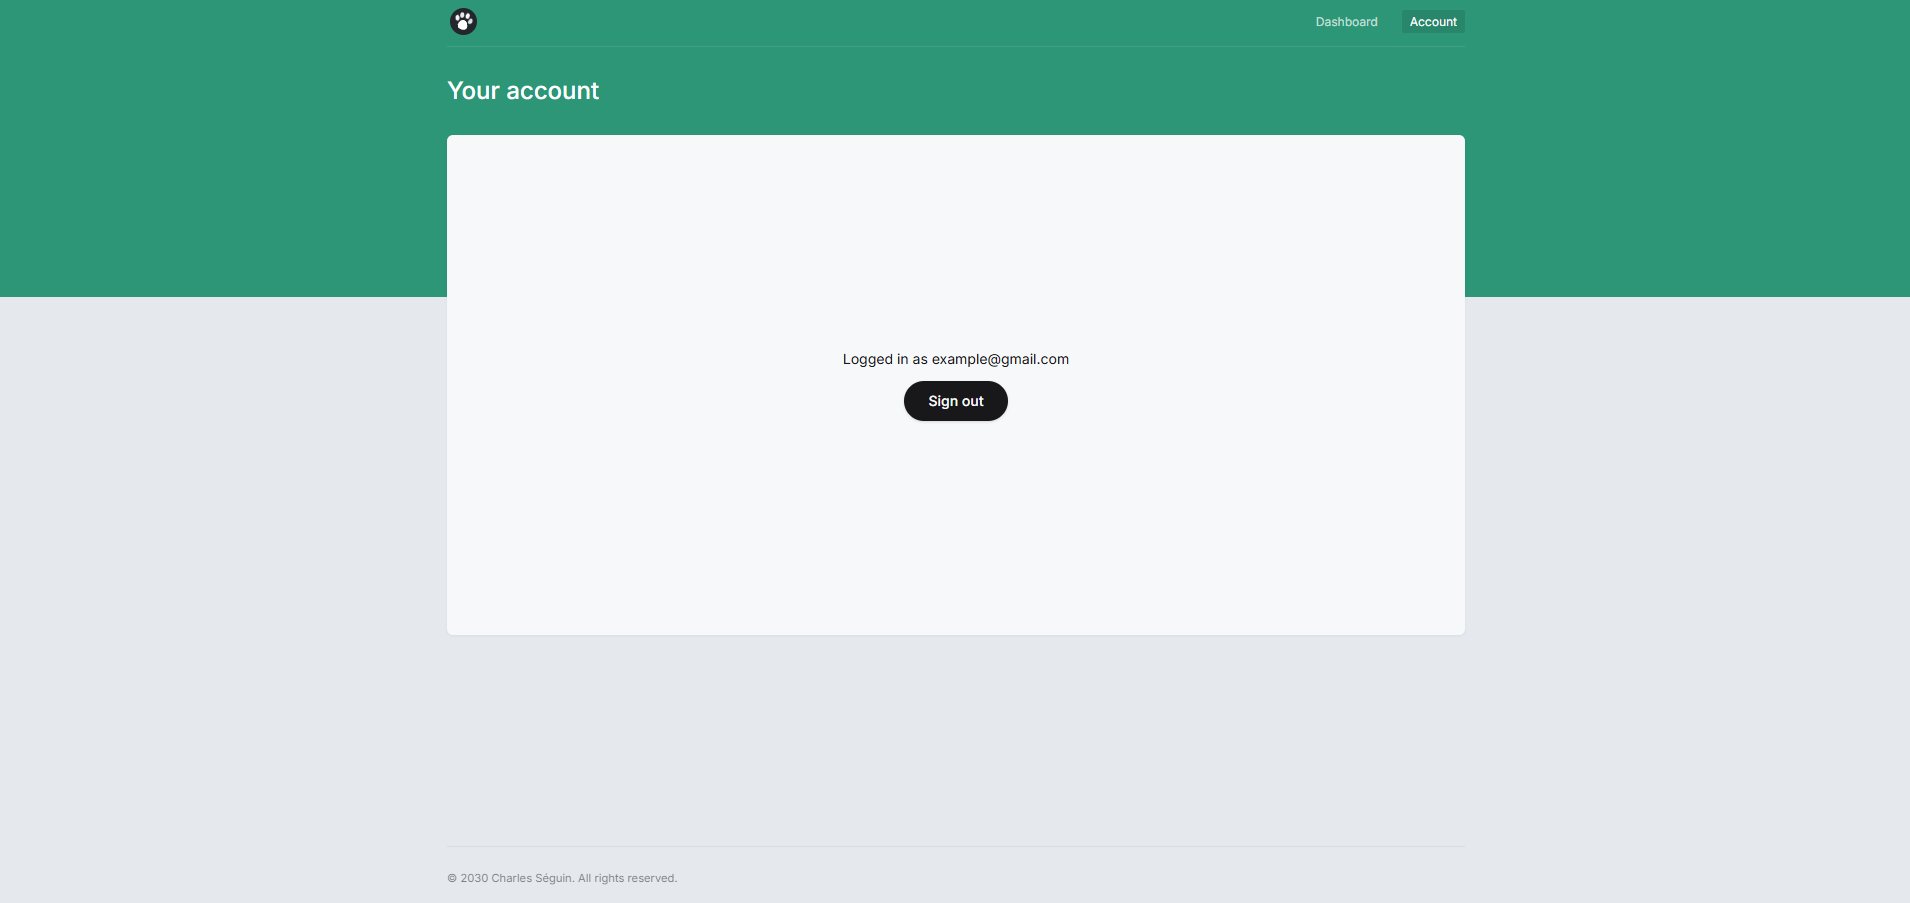 Dashboard
Account
Your account
Logged in as example@gmail.com
Sign out
© 2030 Charles Séguin. All rights reserved.